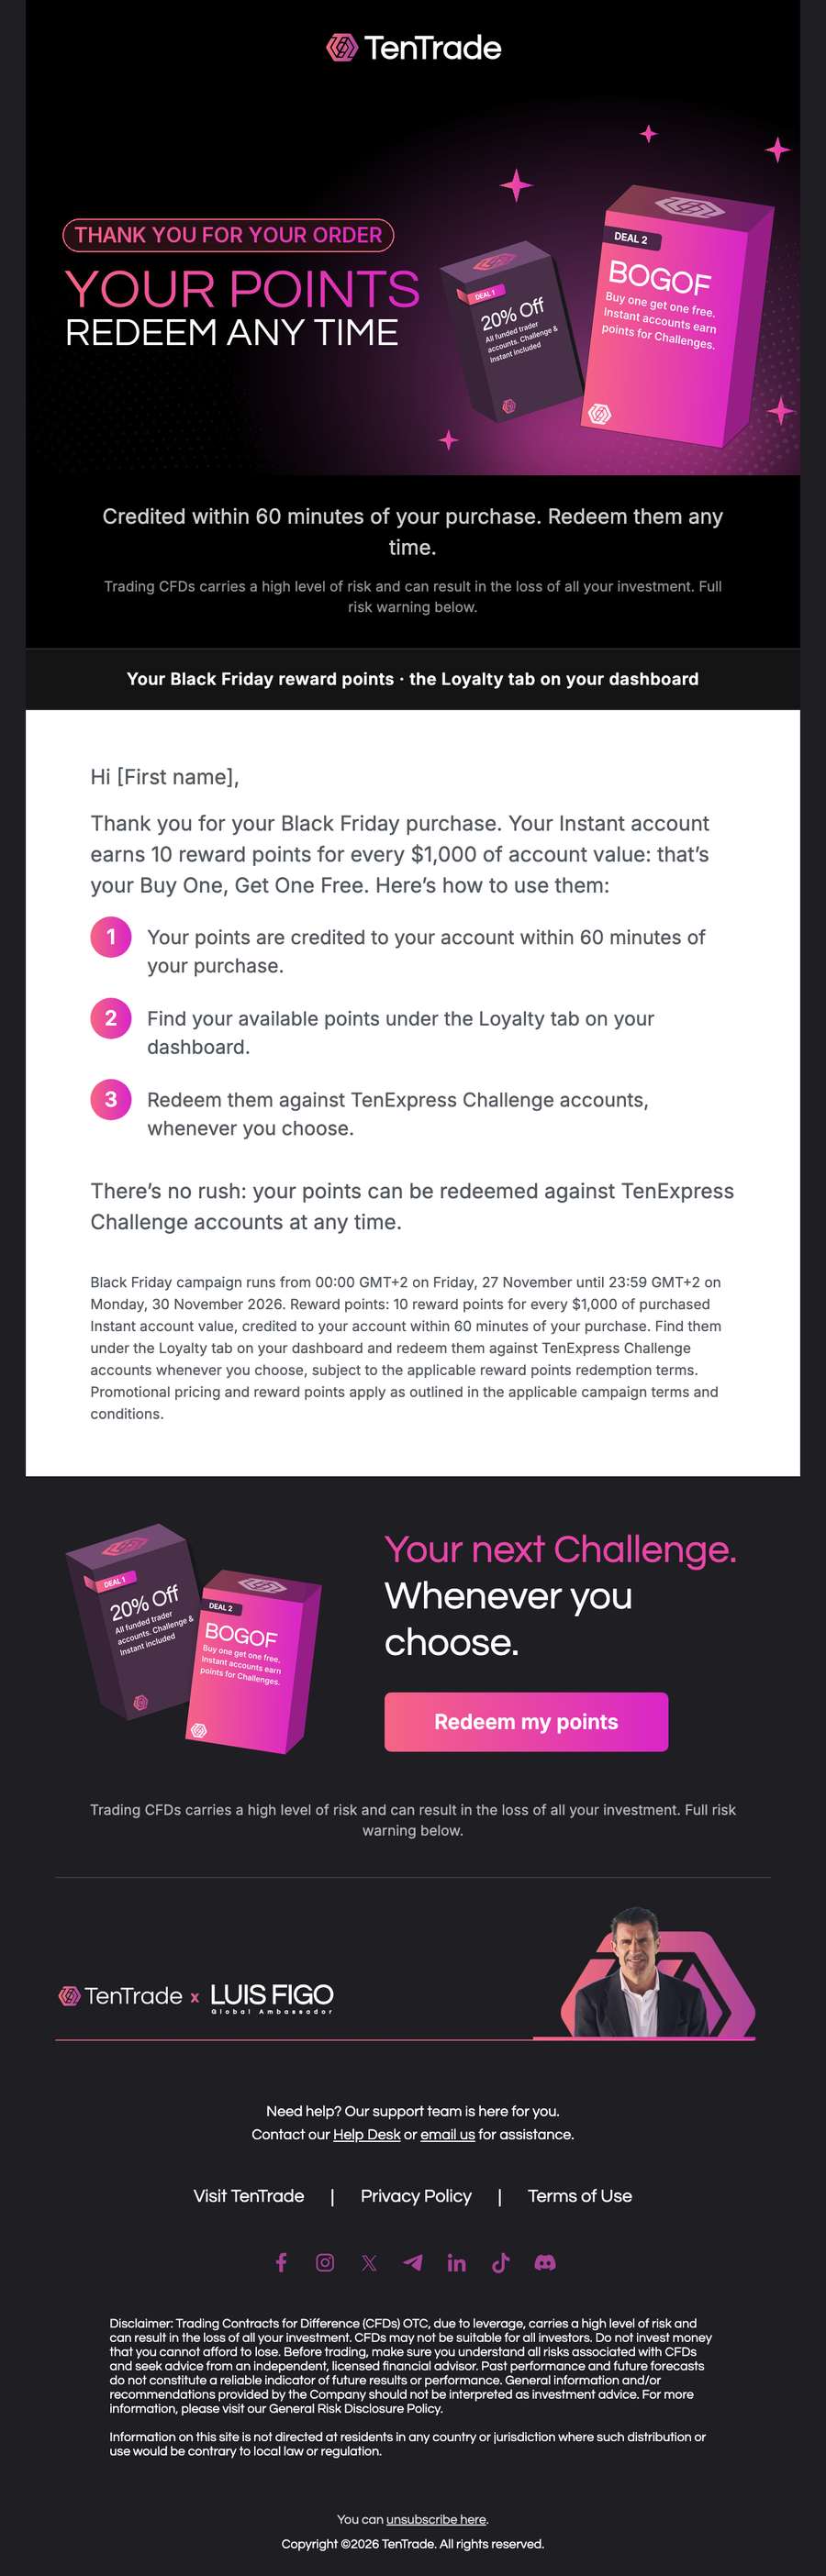 TenTrade
THANK YOU FOR YOUR ORDER
YOUR POINTS
REDEEM ANY TIME
DEAL 1
20% Off
All funded trader
accounts. Challenge &
Instant included
DEAL 2
BOGOF
Buy one get one free.
Instant accounts earn
points for Challenges.
Credited within 60 minutes of your purchase. Redeem them any
time.
Trading CFDs carries a high level of risk and can result in the loss of all your investment. Full
risk warning below.
Your Black Friday reward points · the Loyalty tab on your dashboard
Hi [First name],
Thank you for your Black Friday purchase. Your Instant account
earns 10 reward points for every $1,000 of account value: that’s
your Buy One, Get One Free. Here’s how to use them:
1 Your points are credited to your account within 60 minutes of
your purchase.
2 Find your available points under the Loyalty tab on your
dashboard.
3 Redeem them against TenExpress Challenge accounts,
whenever you choose.
There’s no rush: your points can be redeemed against TenExpress
Challenge accounts at any time.
Black Friday campaign runs from 00:00 GMT+2 on Friday, 27 November until 23:59 GMT+2 on
Monday, 30 November 2026. Reward points: 10 reward points for every $1,000 of purchased
Instant account value, credited to your account within 60 minutes of your purchase. Find them
under the Loyalty tab on your dashboard and redeem them against TenExpress Challenge
accounts whenever you choose, subject to the applicable reward points redemption terms.
Promotional pricing and reward points apply as outlined in the applicable campaign terms and
conditions.
DEAL 1
20% Off
All funded trader
accounts. Challenge &
Instant included
DEAL 2
BOGOF
Buy one get one free.
Instant accounts earn
points for Challenges.
Your next Challenge.
Whenever you
choose.
Redeem my points
Trading CFDs carries a high level of risk and can result in the loss of all your investment. Full risk
warning below.
TenTrade x LUIS FIGO
Global Ambassador
Need help? Our support team is here for you.
Contact our Help Desk or email us for assistance.
Visit TenTrade | Privacy Policy | Terms of Use
Disclaimer: Trading Contracts for Difference (CFDs) OTC, due to leverage, carries a high level of risk and
can result in the loss of all your investment. CFDs may not be suitable for all investors. Do not invest money
that you cannot afford to lose. Before trading, make sure you understand all risks associated with CFDs
and seek advice from an independent, licensed financial advisor. Past performance and future forecasts
do not constitute a reliable indicator of future results or performance. General information and/or
recommendations provided by the Company should not be interpreted as investment advice. For more
information, please visit our General Risk Disclosure Policy.
Information on this site is not directed at residents in any country or jurisdiction where such distribution or
use would be contrary to local law or regulation.
You can unsubscribe here.
Copyright ©2026 TenTrade. All rights reserved.